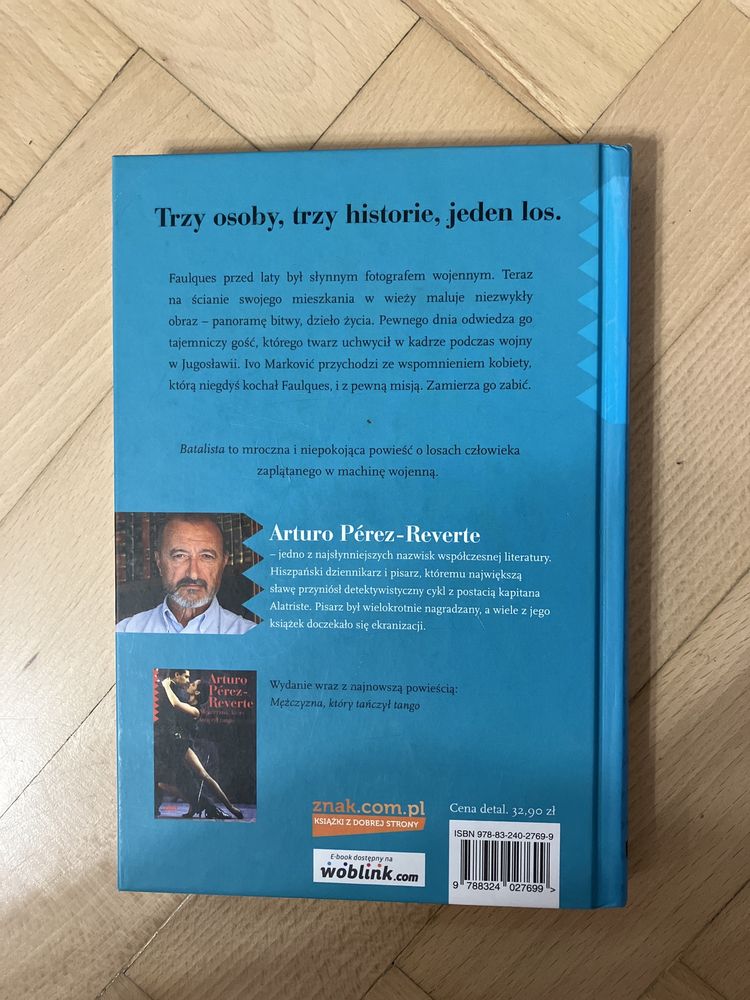 Trzy osoby, trzy historie, jeden los.
Faulques przed laty był słynnym fotografem wojennym. Teraz
na ścianie swojego mieszkania w wieży maluje niezwykły
obraz – panoramę bitwy, dzieło życia. Pewnego dnia odwiedza go
tajemniczy gość, którego twarz uchwycił w kadrze podczas wojny
w Jugosławii. Ivo Marković przychodzi ze wspomnieniem kobiety,
którą niegdyś kochał Faulques, i z pewną misją. Zamierza go zabić.
Batalista to mroczna i niepokojąca powieść o losach człowieka
zaplątanego w machinę wojenną.
Arturo Pérez-Reverte
– jedno z najsłynniejszych nazwisk współczesnej literatury.
Hiszpański dziennikarz i pisarz, któremu największą
sławę przyniósł detektywistyczny cykl z postacią kapitana
Alatriste. Pisarz był wielokrotnie nagradzany, a wiele z jego
książek doczekało się ekranizacji.
Arturo
Pérez-
Reverte
Wydanie wraz z najnowszą powieścią:
Mężczyzna, który tańczył tango
znak.com.pl
KSIĄŻKI Z DOBREJ STRONY
E-book dostępny na
woblink.com
Cena detal. 32,90 zł
ISBN 978-83-240-2769-9
9 788324 027699 >